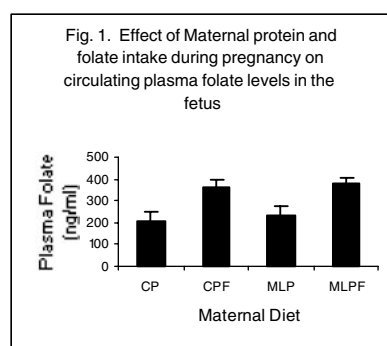 Fig. 1. Effect of Maternal protein and
folate intake during pregnancy on
circulating plasma folate levels in the
fetus
Plasma Folate
(ng/ml)
500
400
300
200
100
0
CP CPF MLP MLPF
Maternal Diet